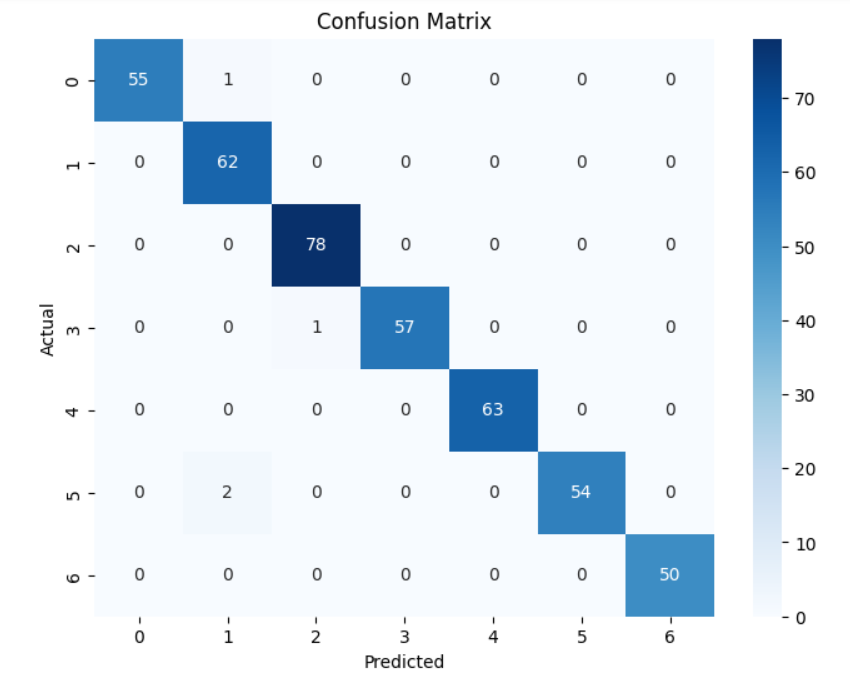 Confusion Matrix
0 55 1 0 0 0 0 0
1 0 62 0 0 0 0 0
2 0 0 78 0 0 0 0
3 0 0 1 57 0 0 0
4 0 0 0 0 63 0 0
5 0 2 0 0 0 54 0
6 0 0 0 0 0 0 50
0 1 2 3 4 5 6
Predicted
Actual
70
60
50
40
30
20
10
0